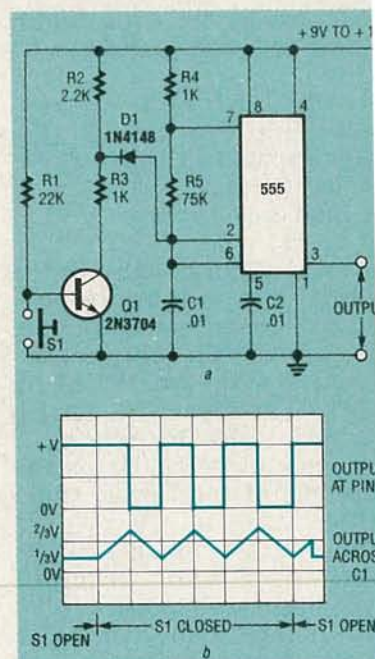 + 9V TO + 1
R2
2.2K
R4
1K
D1
1N4148
7
8
4
R1
22K
R3
1K
R5
75K
555
2
6
3
5
1
Q1
2N3704
C1
.01
C2
.01
S1
OUTPU
a
+ V
0V
2/3V
1/3V
0V
OUTPU
AT PIN
OUTPU
ACROS
C1
S1 OPEN
S1 CLOSED
S1 OPEN
b